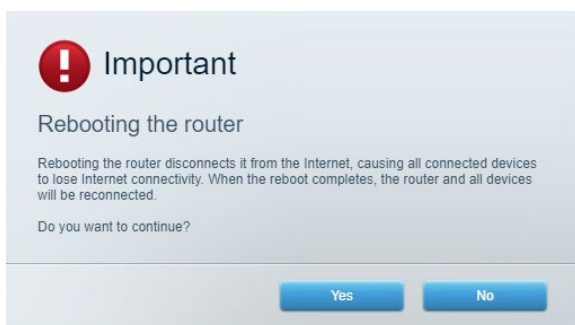 Important
Rebooting the router
Rebooting the router disconnects it from the Internet, causing all connected devices
to lose Internet connectivity. When the reboot completes, the router and all devices
will be reconnected.
Do you want to continue?
Yes
No